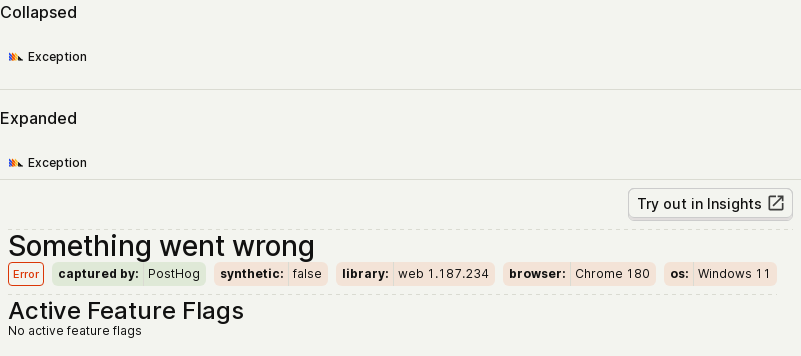 Collapsed
Exception
Expanded
Exception
Try out in Insights
Something went wrong
Error captured by: PostHog synthetic: false library: web 1.187.234 browser: Chrome 180 os: Windows 11
Active Feature Flags
No active feature flags